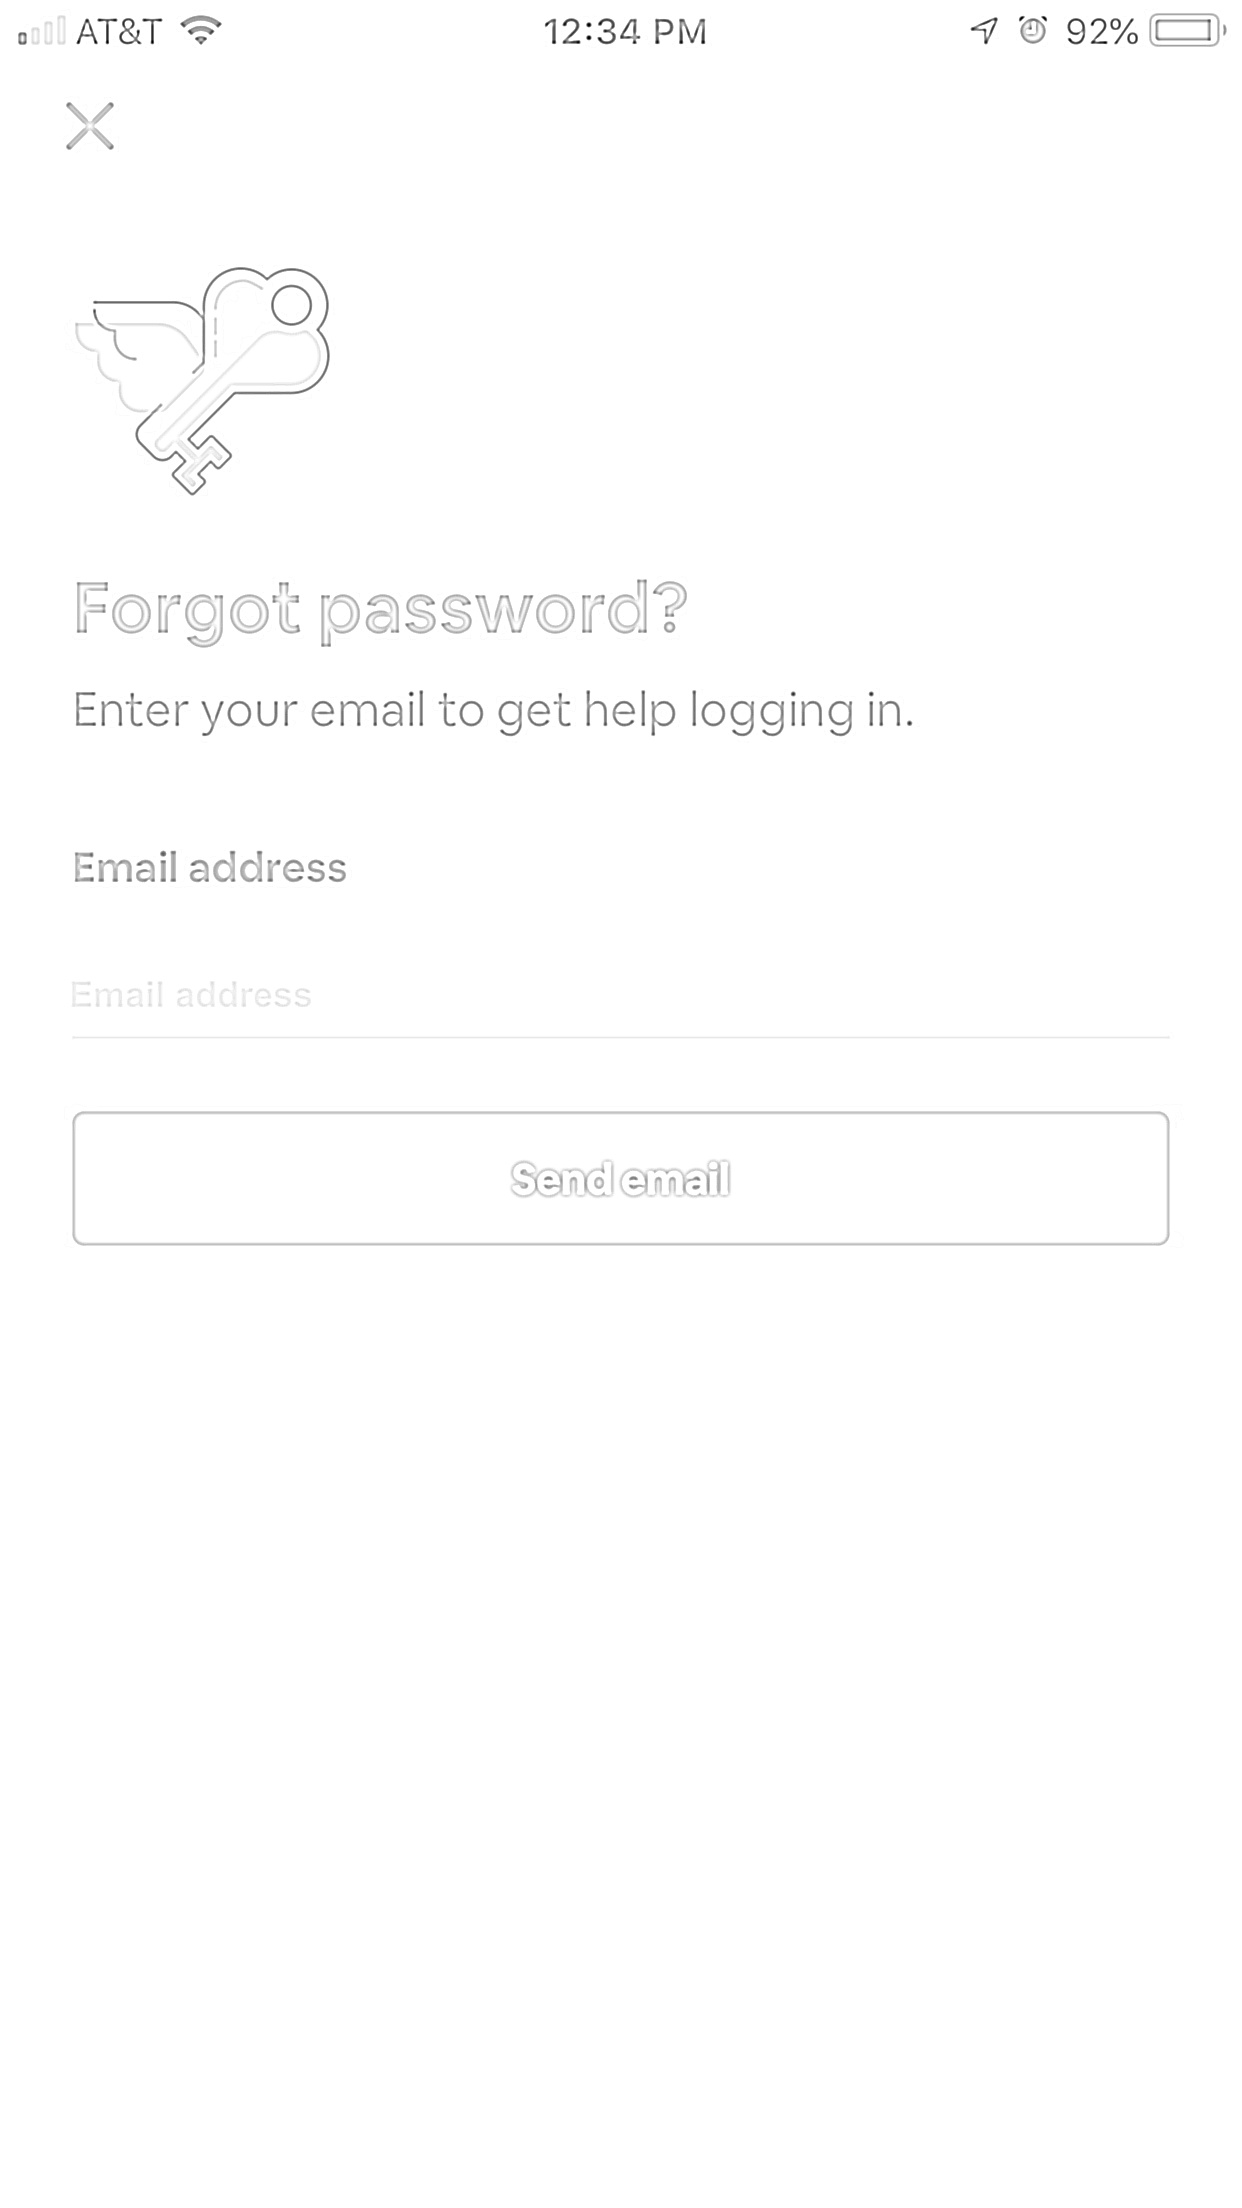 AT&T 12:34 PM 92%
Forgot password?
Enter your email to get help logging in.
Email address
Email address
Send email